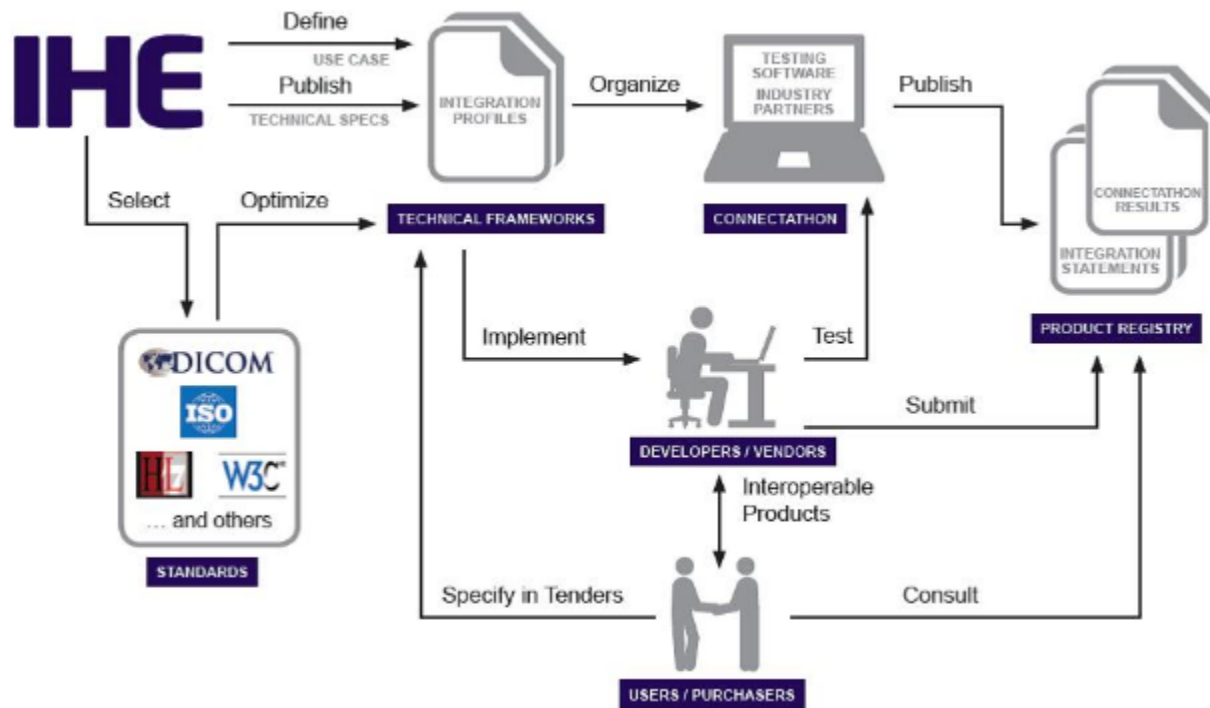 IHE
Define
USE CASE
Publish
TECHNICAL SPECS
INTEGRATION
PROFILES
TECHNICAL FRAMEWORKS
Organize
TESTING
SOFTWARE
INDUSTRY
PARTNERS
CONNECTATHON
Publish
CONNECTATHON
RESULTS
INTEGRATION
STATEMENTS
PRODUCT REGISTRY
Select
Optimize
DICOM
ISO
HL7
W3C
... and others
STANDARDS
Implement
Test
Submit
DEVELOPERS / VENDORS
Interoperable
Products
Specify in Tenders
Consult
USERS / PURCHASERS